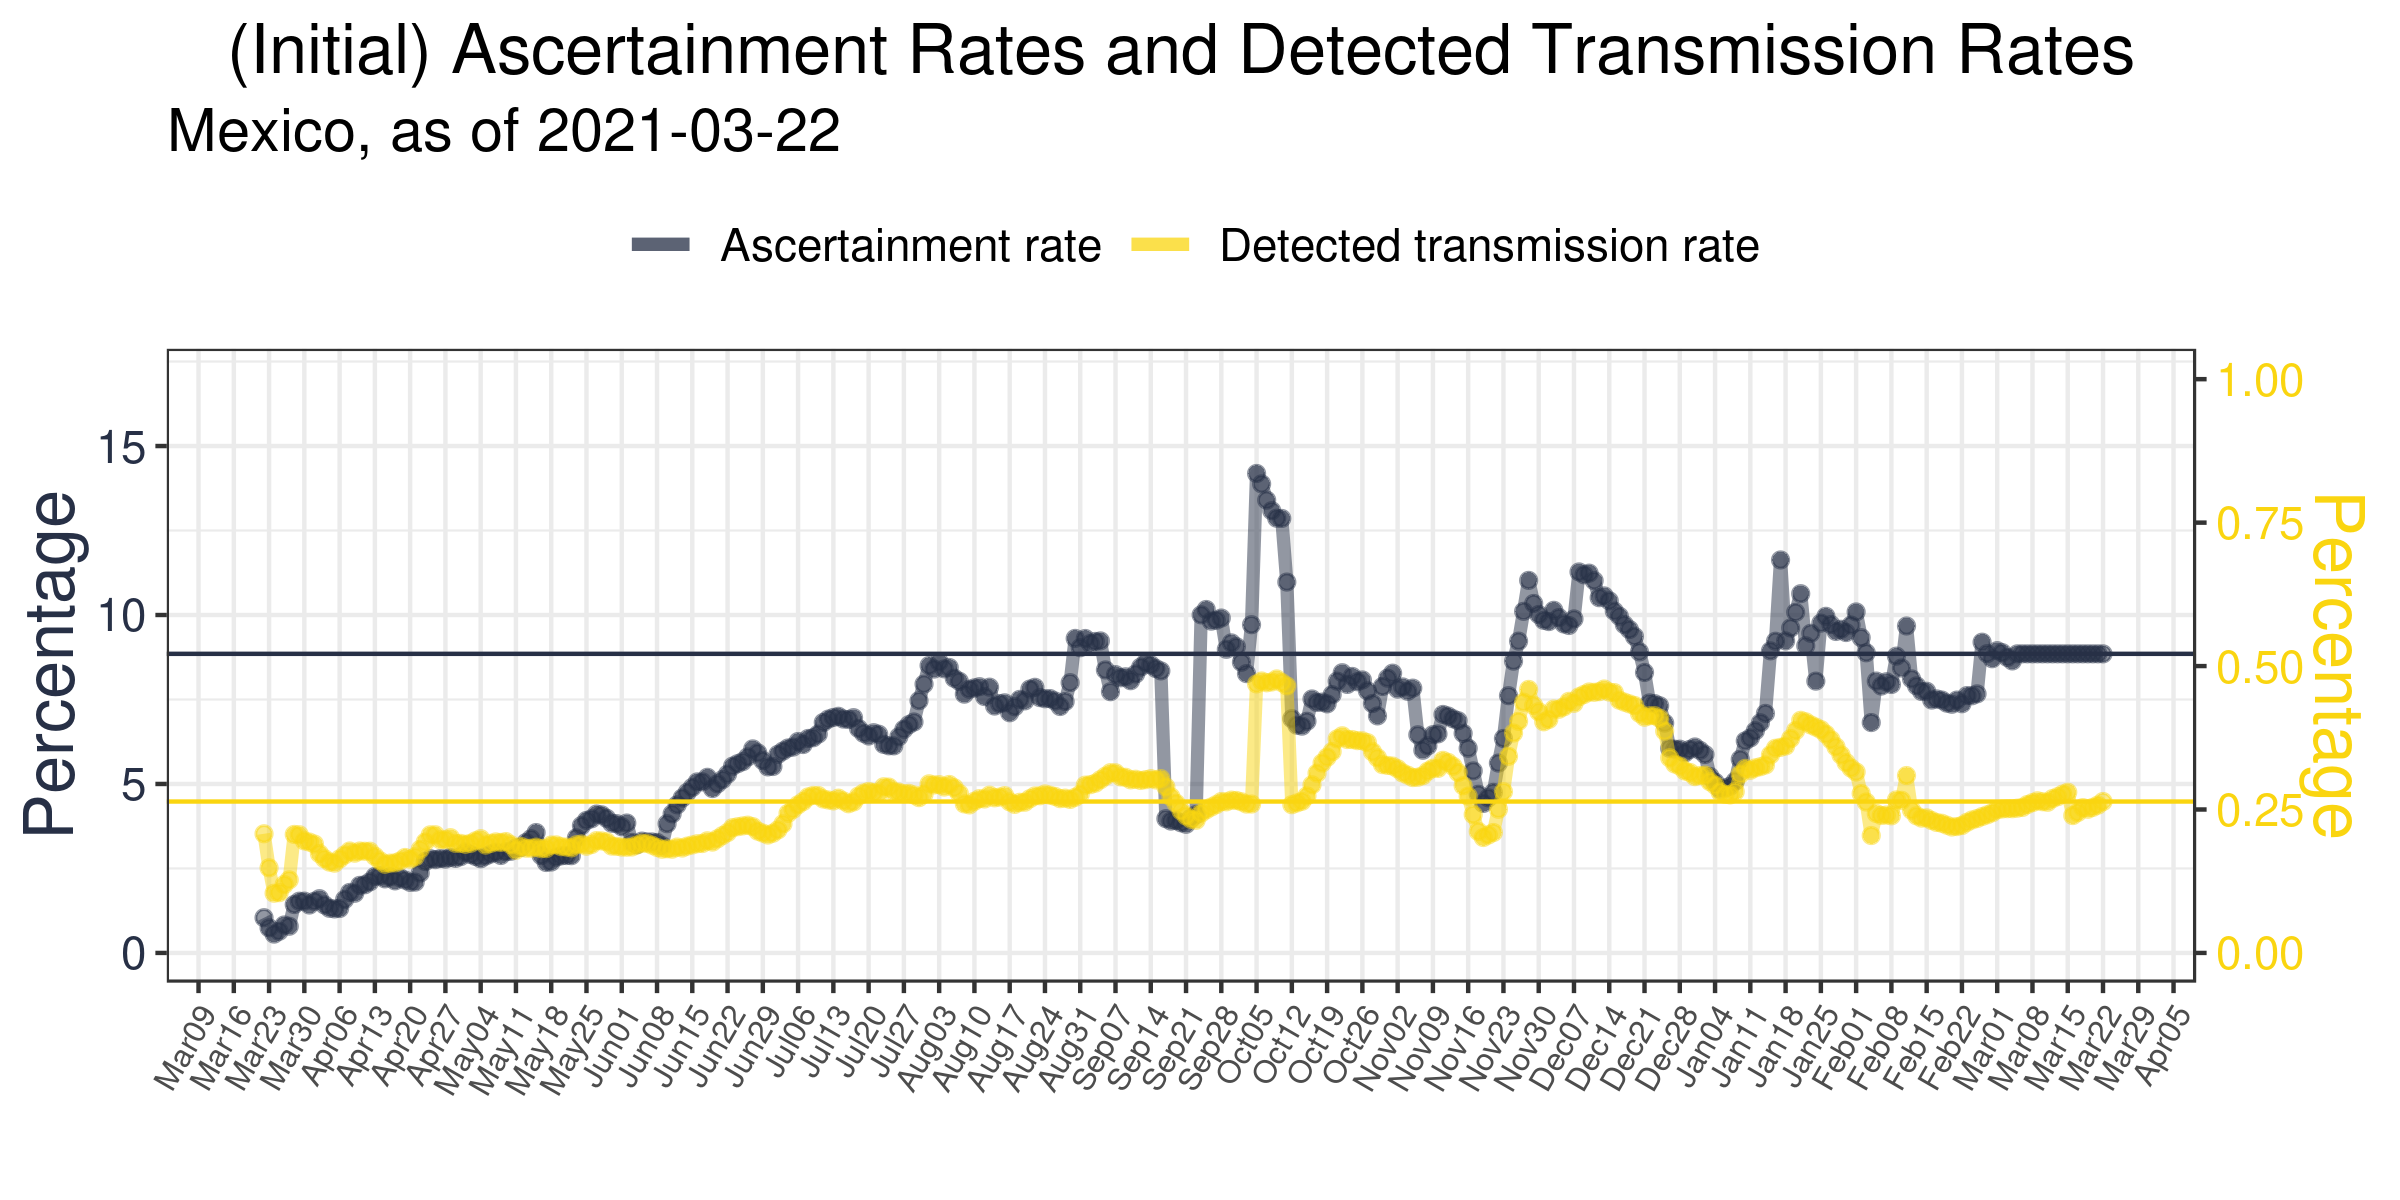 (Initial) Ascertainment Rates and Detected Transmission Rates
Mexico, as of 2021-03-22
Ascertainment rate
Detected transmission rate
Percentage
15
10
5
0
1.00
0.75
0.50
0.25
0.00
Percentage
Mar09
Mar16
Mar23
Mar30
Apr06
Apr13
Apr20
Apr27
May04
May11
May18
May25
Jun01
Jun08
Jun15
Jun22
Jun29
Jul06
Jul13
Jul20
Jul27
Aug03
Aug10
Aug17
Aug24
Aug31
Sep07
Sep14
Sep21
Sep28
Oct05
Oct12
Oct19
Oct26
Nov02
Nov09
Nov16
Nov23
Nov30
Dec07
Dec14
Dec21
Dec28
Jan04
Jan11
Jan18
Jan25
Feb01
Feb08
Feb15
Feb22
Mar01
Mar08
Mar15
Mar22
Mar29
Apr05